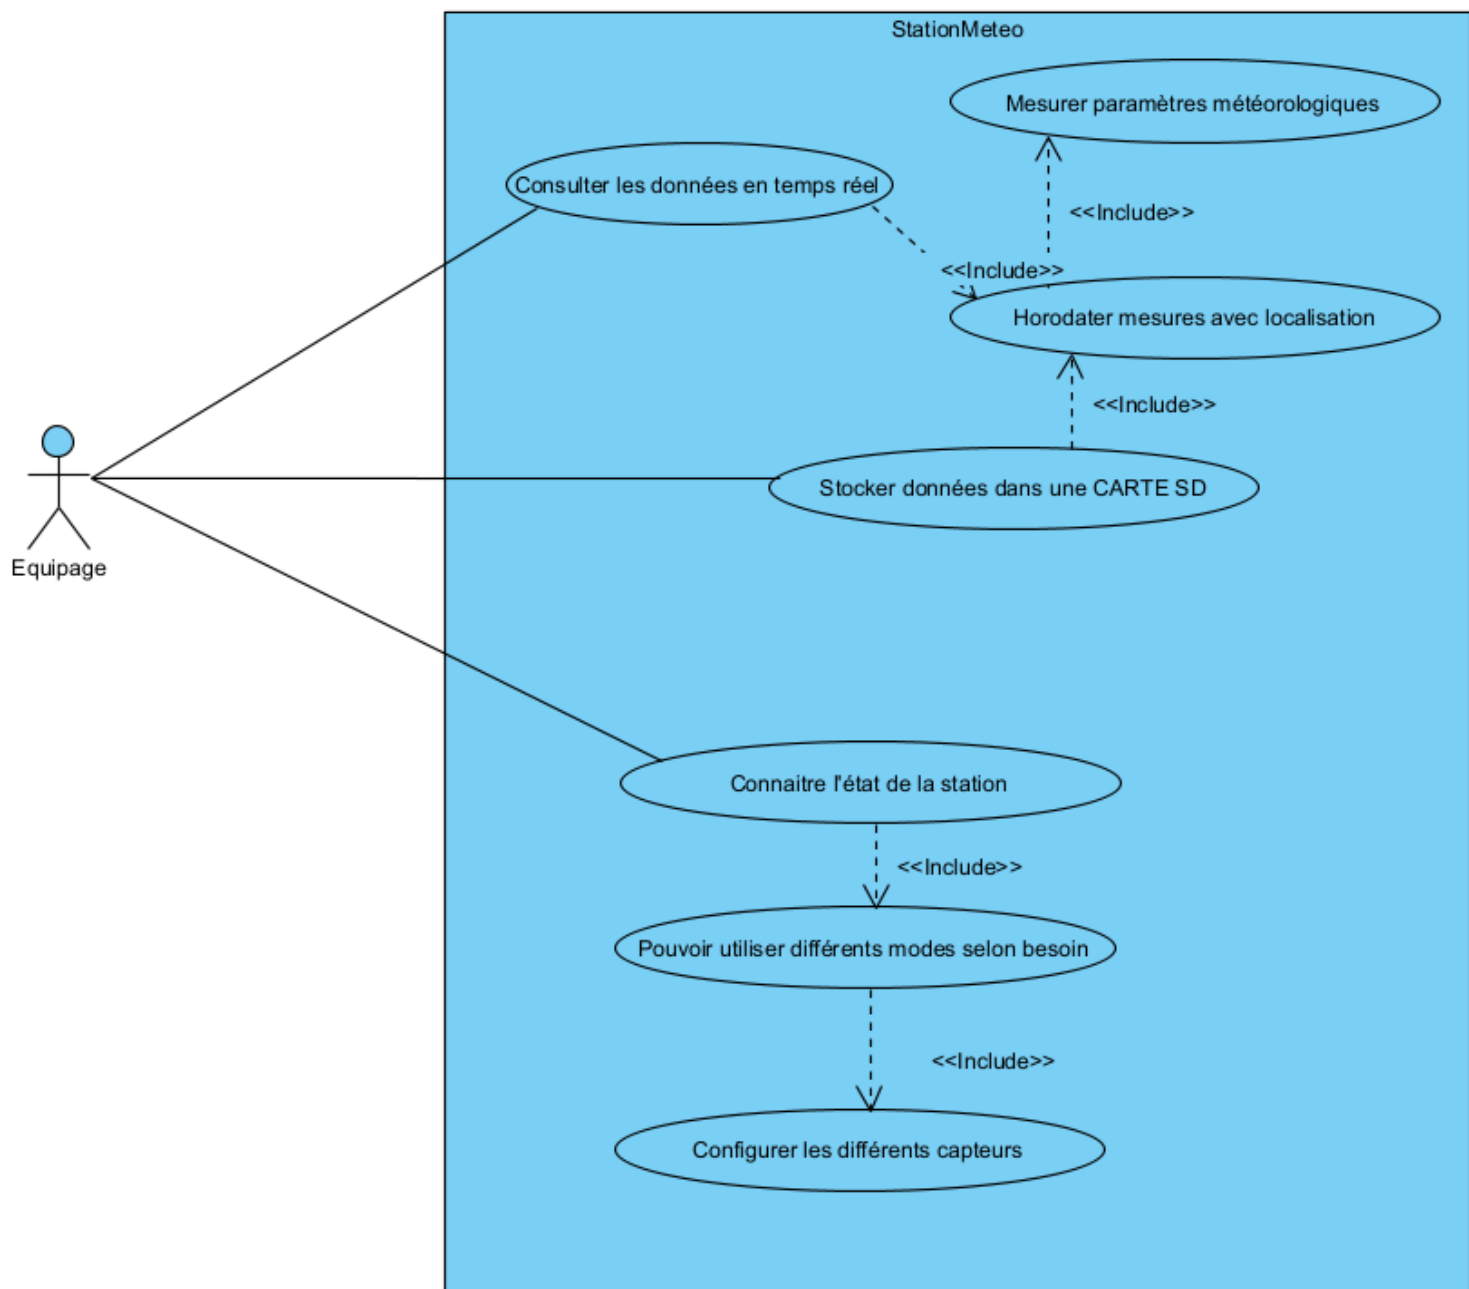 StationMeteo
Mesurer paramètres météorologiques
Consulter les données en temps réel
<<Include>>
<<Include>>
Horodater mesures avec localisation
<<Include>>
Stocker données dans une CARTE SD
Equipage
Connaitre l'état de la station
<<Include>>
Pouvoir utiliser différents modes selon besoin
<<Include>>
Configurer les différents capteurs